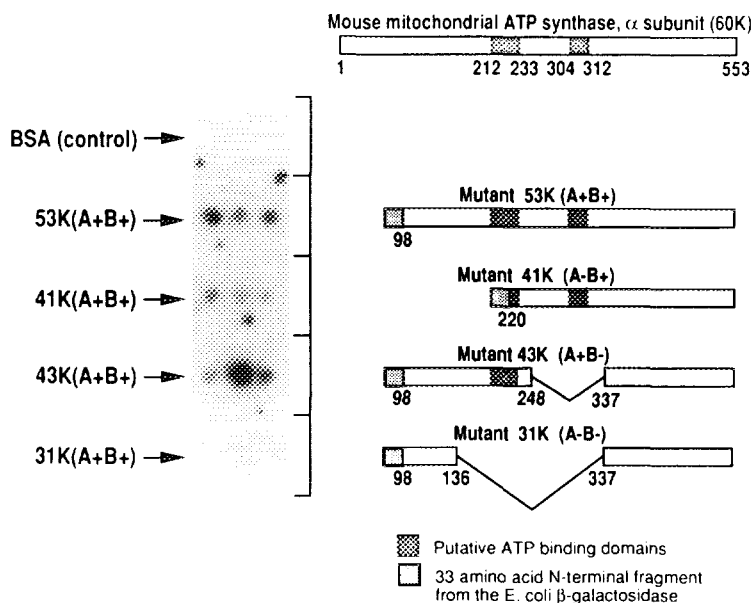 Mouse mitochondrial ATP synthase, α subunit (60K)
1 212 233 304 312 553
BSA (control)
53K(A+B+)
Mutant 53K (A+B+)
98
41K(A+B+)
Mutant 41K (A-B+)
220
43K(A+B+)
Mutant 43K (A+B-)
98 248 337
31K(A+B+)
Mutant 31K (A-B-)
98 136 337
Putative ATP binding domains
33 amino acid N-terminal fragment
from the E. coli β-galactosidase